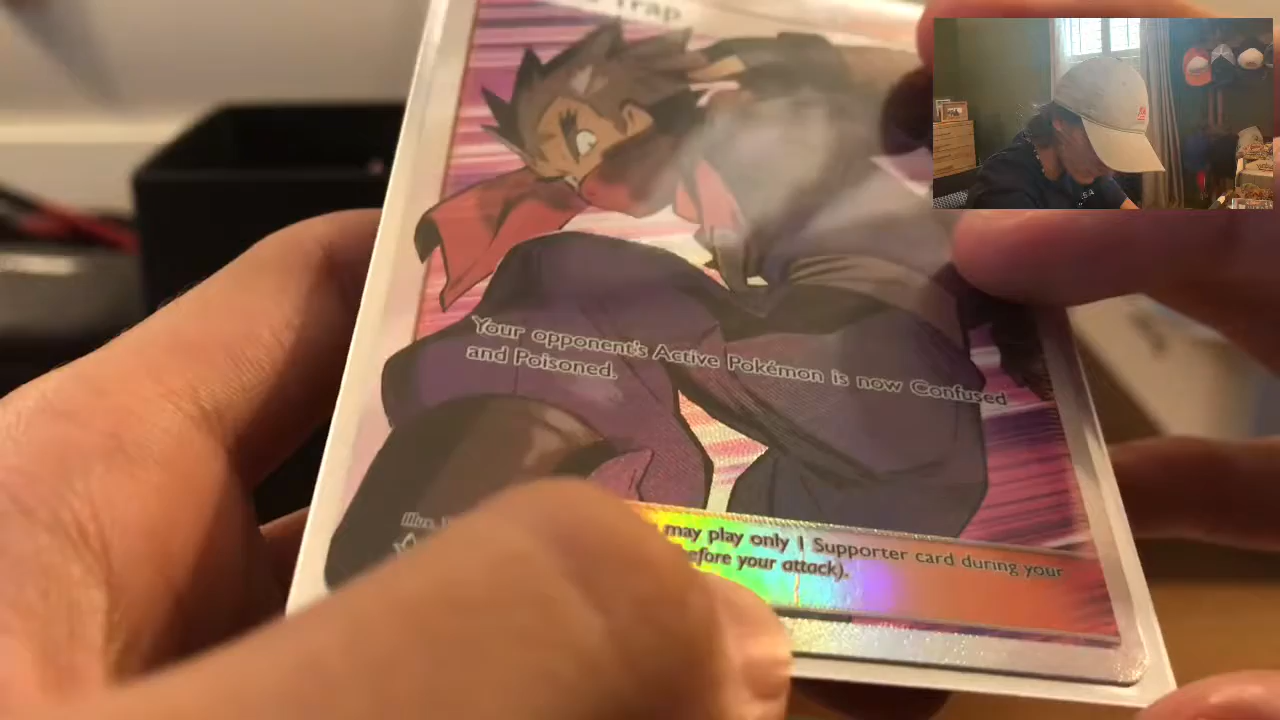 Trap
Your opponent's Active Pokémon is now Confused
and Poisoned.
Illus.
may play only 1 Supporter card during your
before your attack).